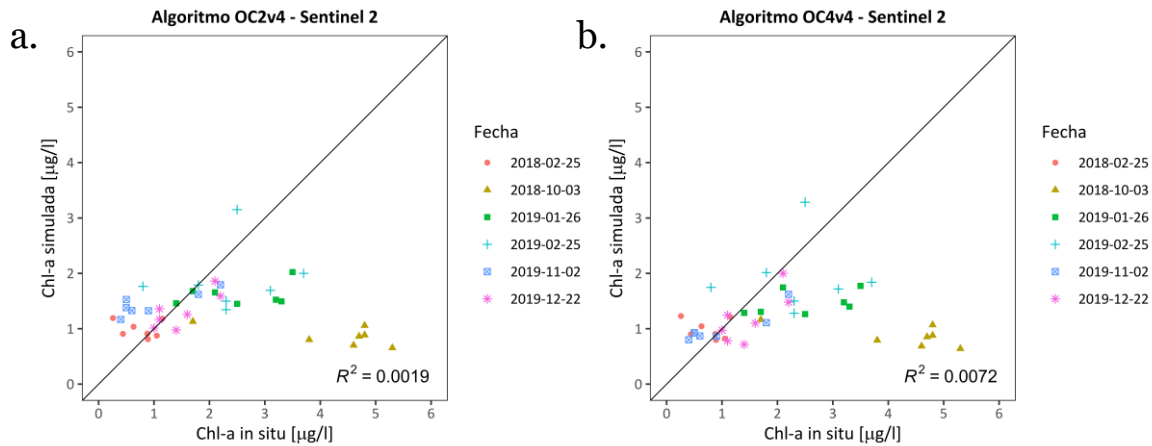 a.
Algoritmo OC2v4 - Sentinel 2
Chl-a simulada [µg/l]
6
5
4
3
2
1
0
0 1 2 3 4 5 6
Chl-a in situ [µg/l]
R² = 0.0019
Fecha
2018-02-25
2018-10-03
2019-01-26
2019-02-25
2019-11-02
2019-12-22
b.
Algoritmo OC4v4 - Sentinel 2
Chl-a simulada [µg/l]
6
5
4
3
2
1
0
0 1 2 3 4 5 6
Chl-a in situ [µg/l]
R² = 0.0072
Fecha
2018-02-25
2018-10-03
2019-01-26
2019-02-25
2019-11-02
2019-12-22